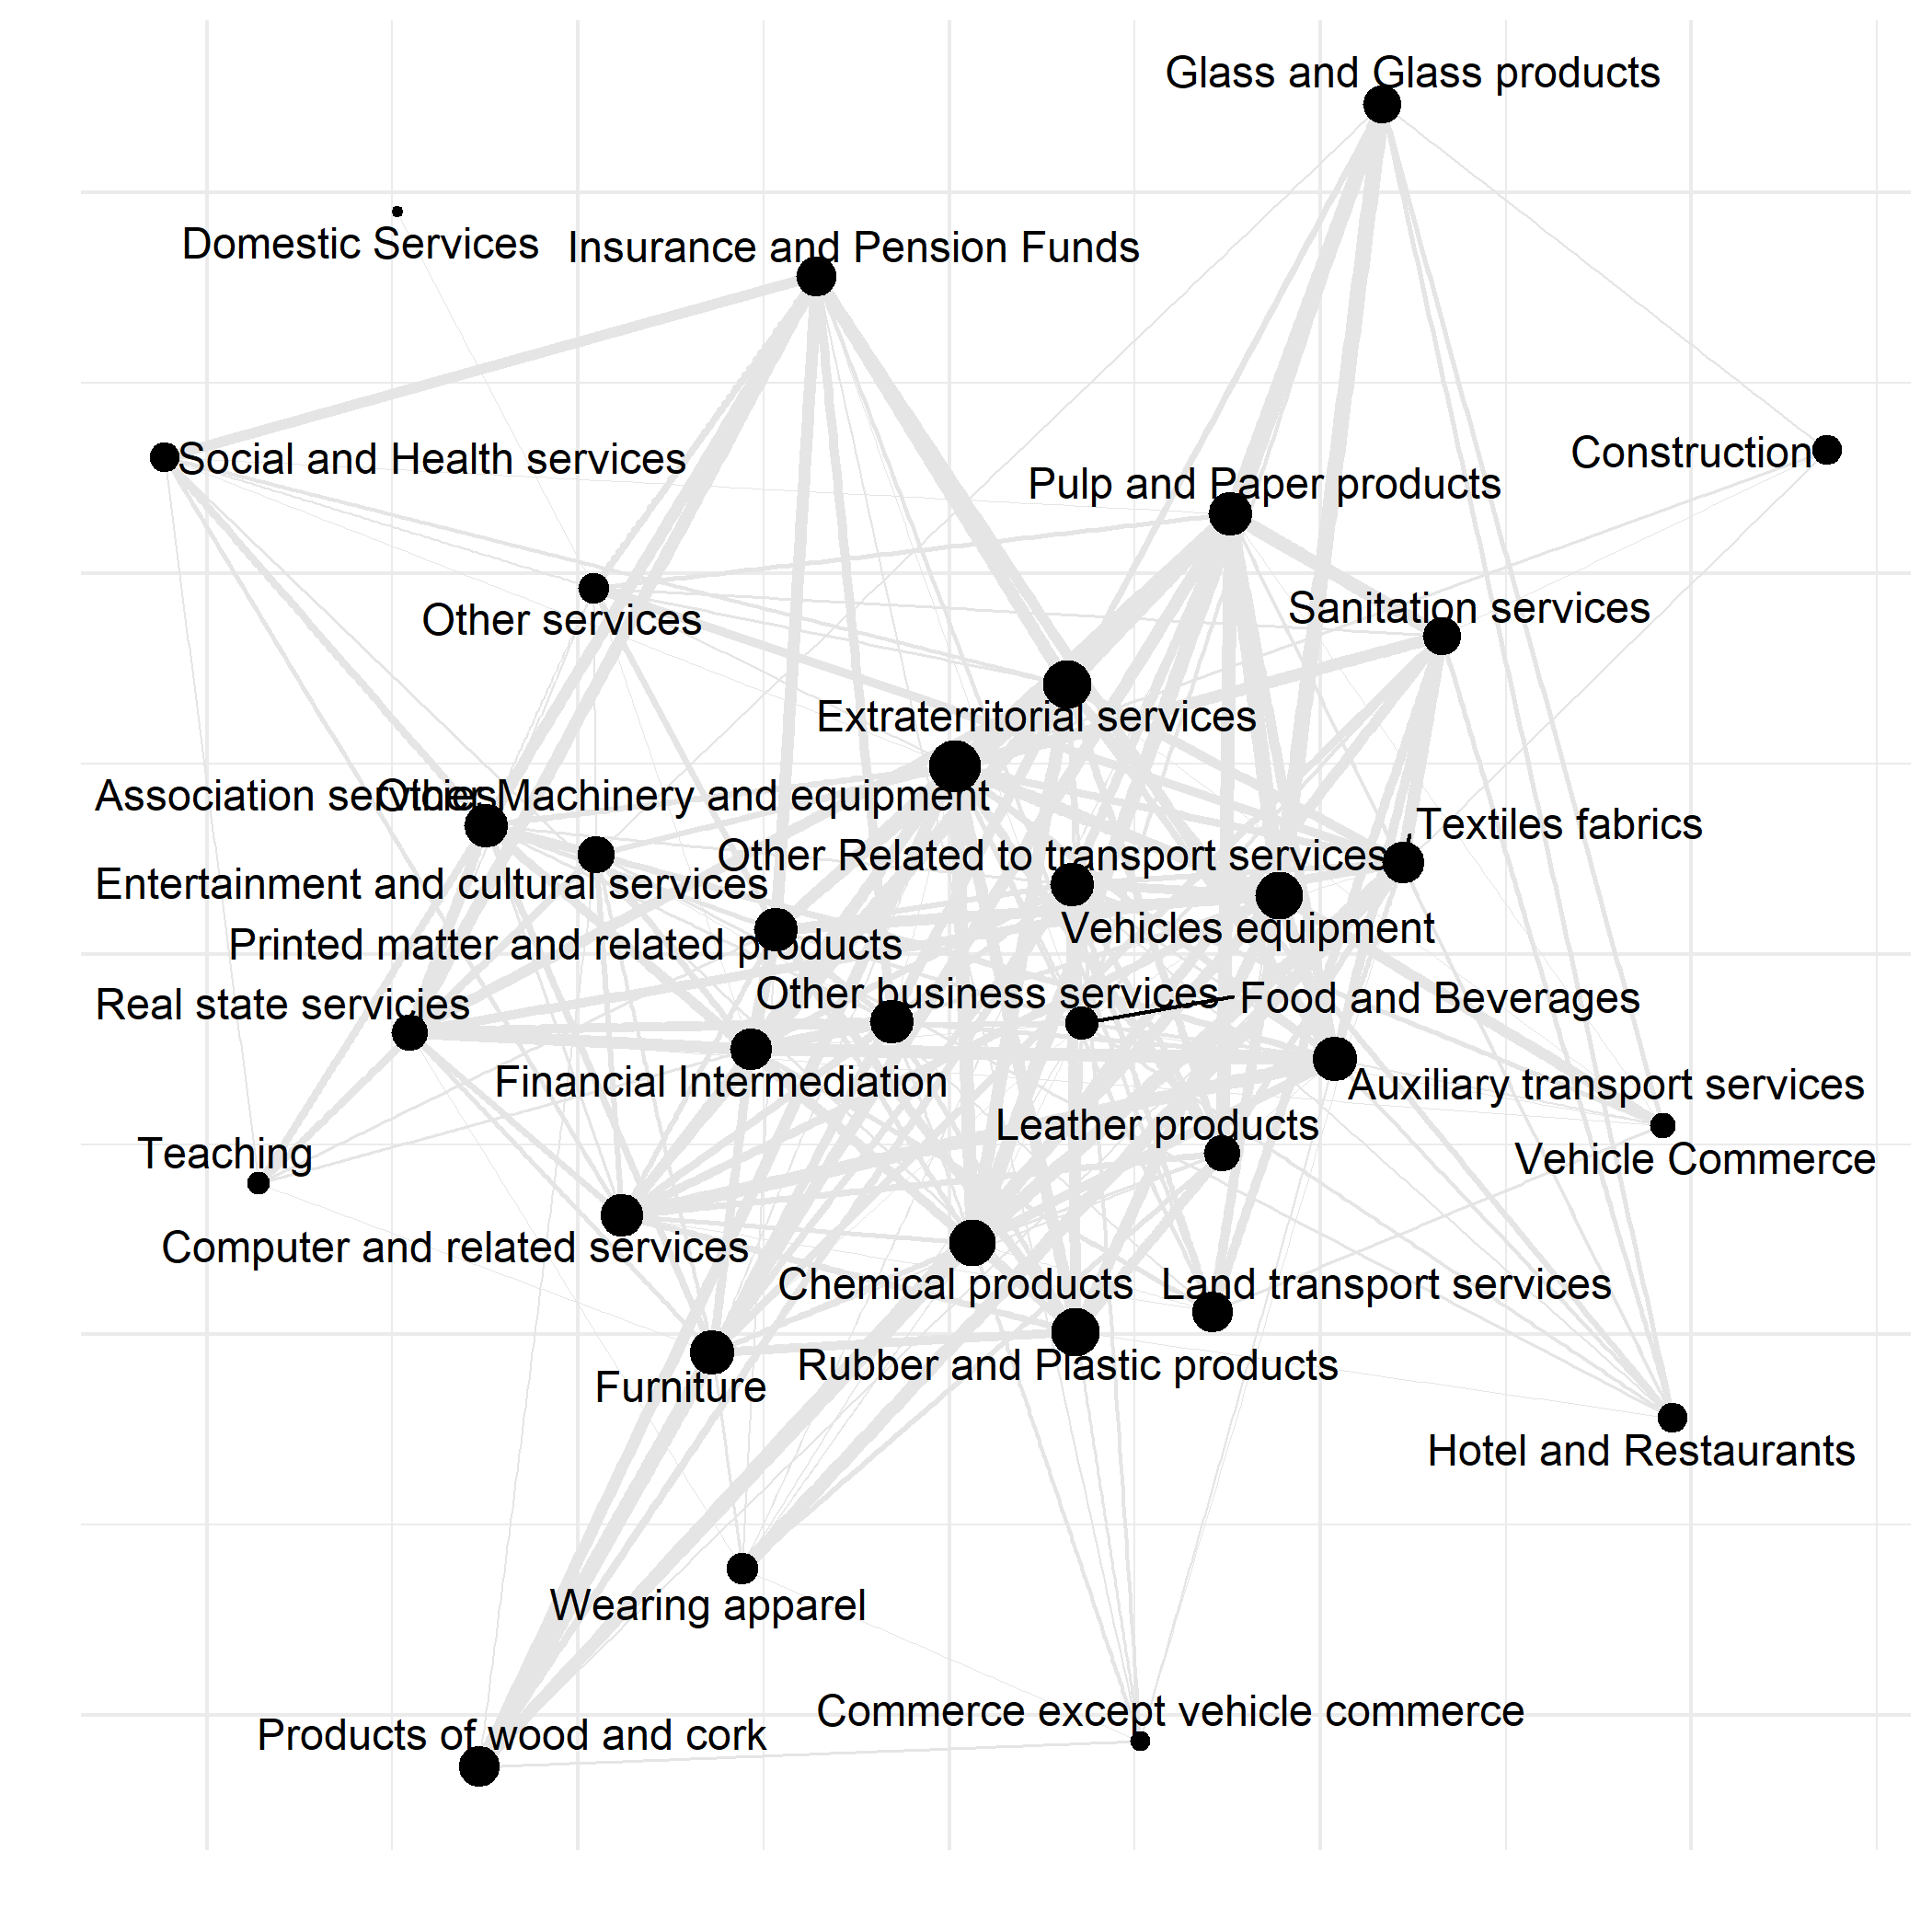 Glass and Glass products
Domestic Services
Insurance and Pension Funds
Social and Health services
Construction
Pulp and Paper products
Other services
Sanitation services
Extraterritorial services
Association services
Other Machinery and equipment
Textiles fabrics
Other Related to transport services
Entertainment and cultural services
Vehicles equipment
Printed matter and related products
Other business services
Food and Beverages
Real state servicies
Financial Intermediation
Auxiliary transport services
Leather products
Teaching
Vehicle Commerce
Computer and related services
Chemical products
Land transport services
Rubber and Plastic products
Furniture
Hotel and Restaurants
Wearing apparel
Commerce except vehicle commerce
Products of wood and cork